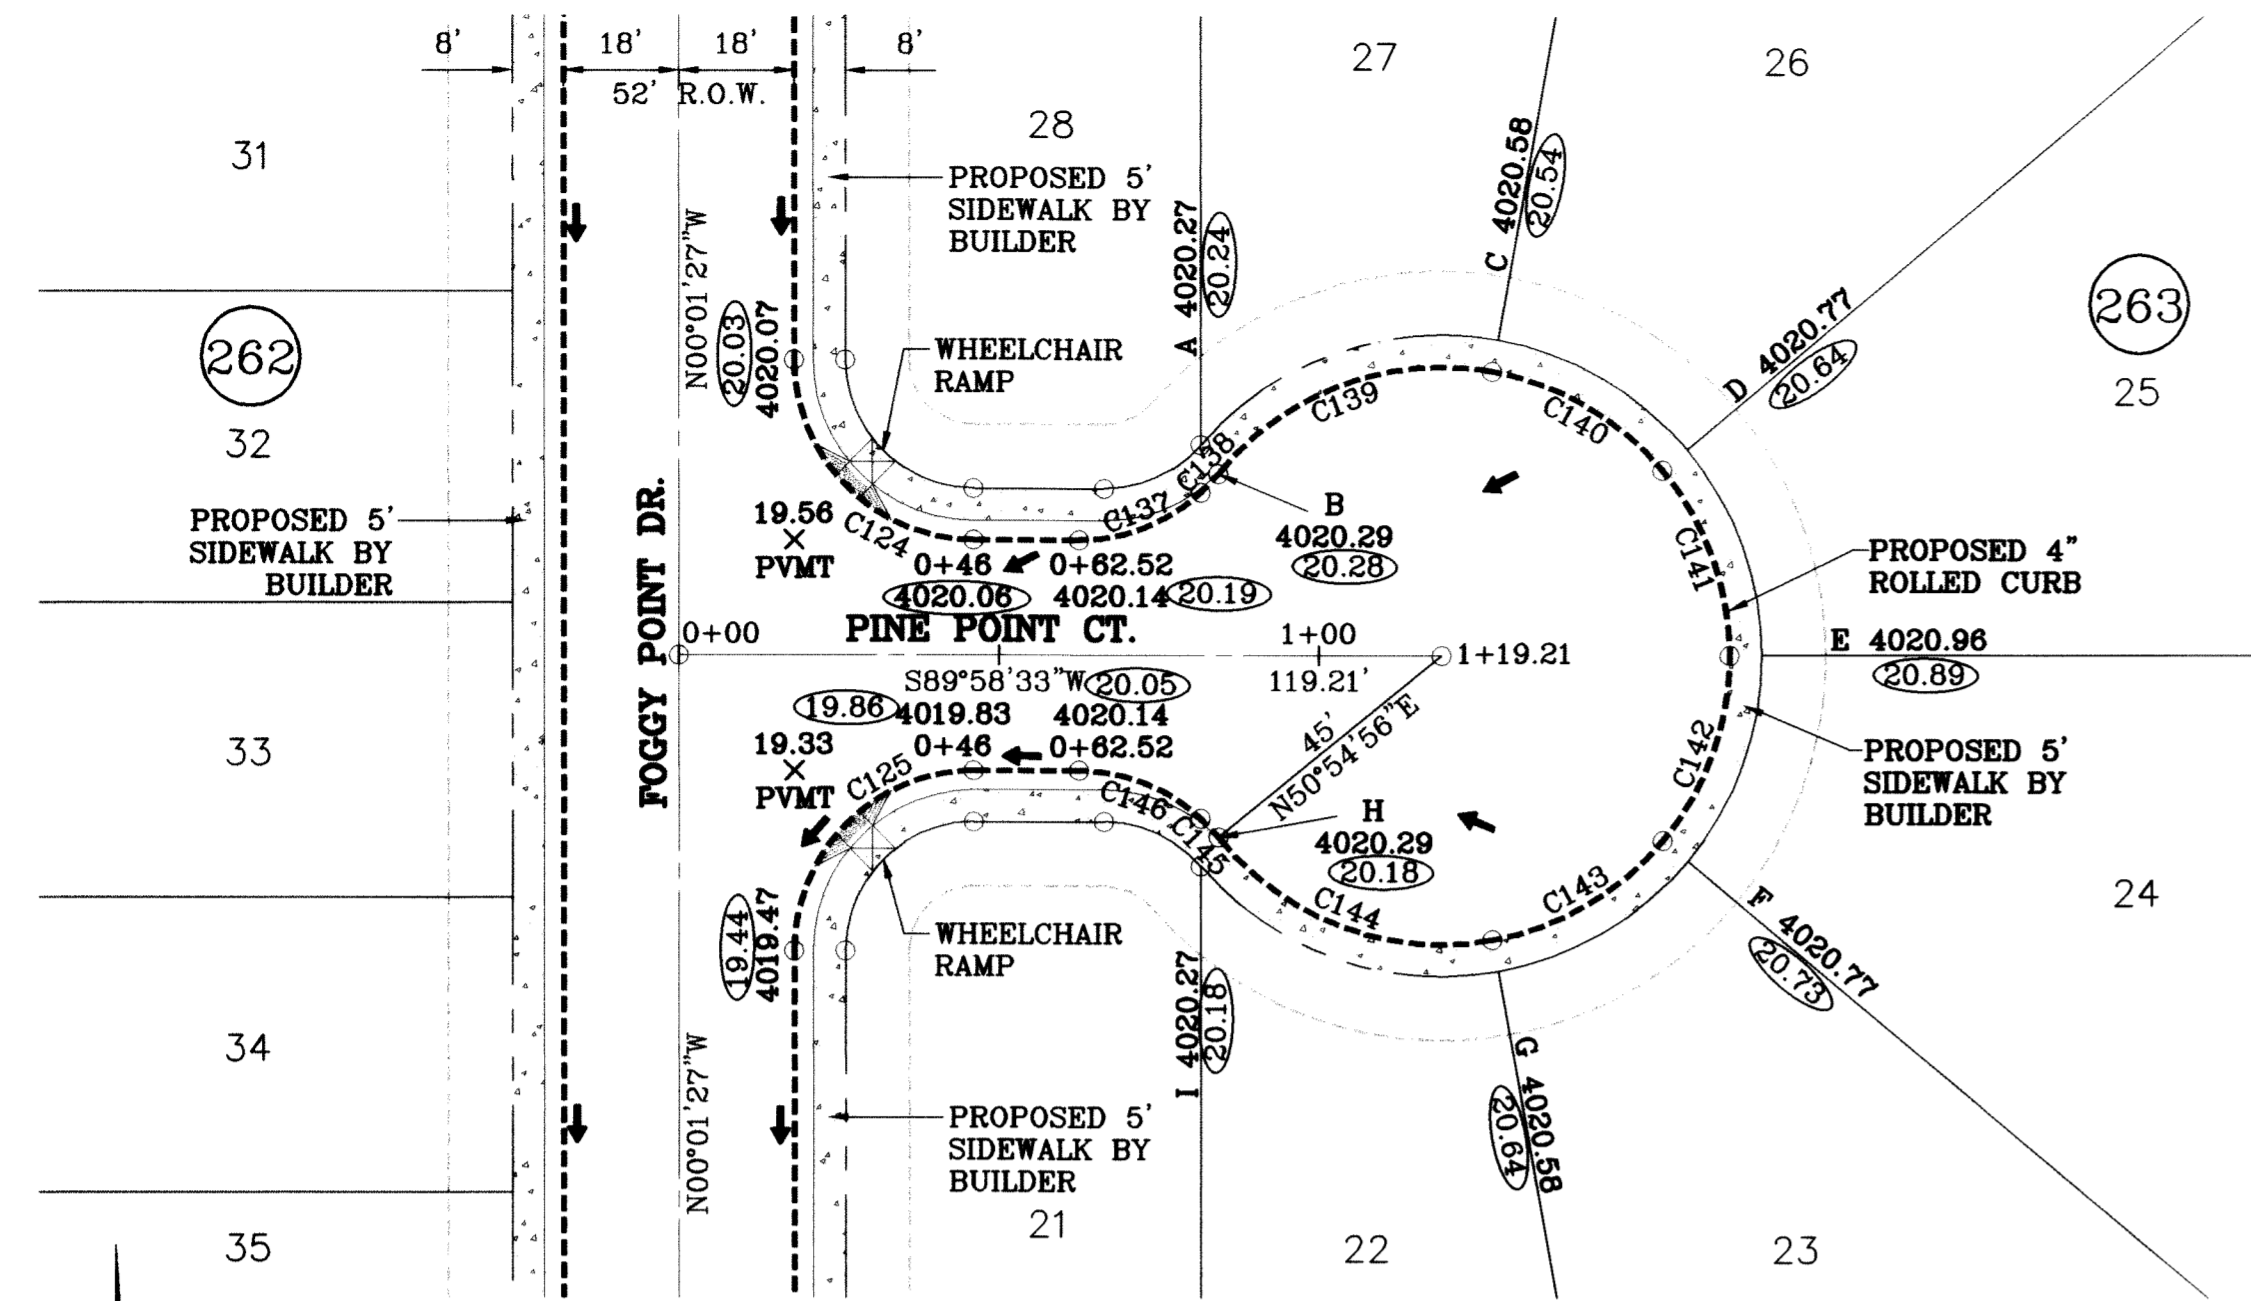 8'
18'
18'
8'
52' R.O.W.
27
26
28
31
PROPOSED 5'
SIDEWALK BY
BUILDER
A 4020.27
20.24
C 4020.58
20.54
D 4020.77
20.64
263
25
N00°01'27"W
20.03
4020.07
262
32
WHEELCHAIR
RAMP
C139
C140
C138
C137
C141
PROPOSED 5'
SIDEWALK BY
BUILDER
19.56
PVMT
C124
0+46
4020.06
0+62.52
4020.14
20.19
B
4020.29
20.28
PROPOSED 4"
ROLLED CURB
FOGGY POINT DR.
0+00
PINE POINT CT.
1+00
1+19.21
E 4020.96
20.89
S89°58'33"W
20.05
119.21'
19.86
4019.83
4020.14
0+46
0+62.52
19.33
PVMT
C125
45'
N50°54'56"E
33
C142
PROPOSED 5'
SIDEWALK BY
BUILDER
C146
C145
H
4020.29
20.18
C144
C143
F 4020.77
20.73
24
19.44
4019.47
WHEELCHAIR
RAMP
I 4020.27
20.18
G 4020.58
20.64
34
N00°01'27"W
PROPOSED 5'
SIDEWALK BY
BUILDER
21
22
23
35